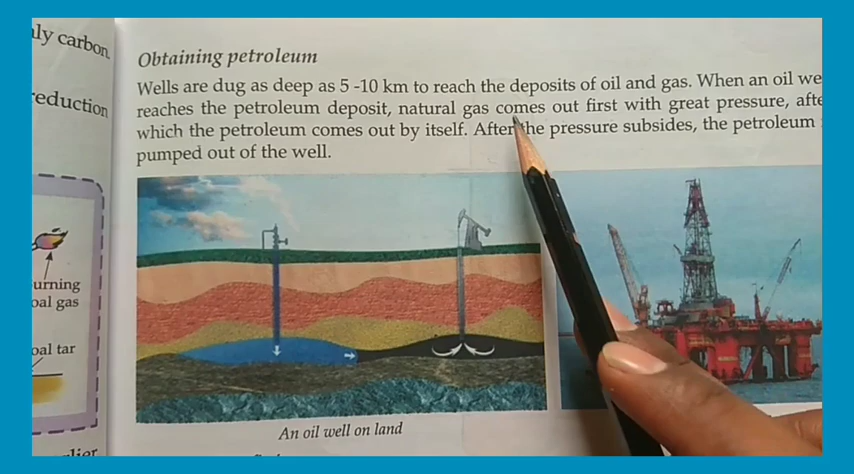 ly carbon.
eduction
urning
oal gas
oal tar
Obtaining petroleum
Wells are dug as deep as 5 -10 km to reach the deposits of oil and gas. When an oil we
reaches the petroleum deposit, natural gas comes out first with great pressure, afte
which the petroleum comes out by itself. After the pressure subsides, the petroleum
pumped out of the well.
An oil well on land